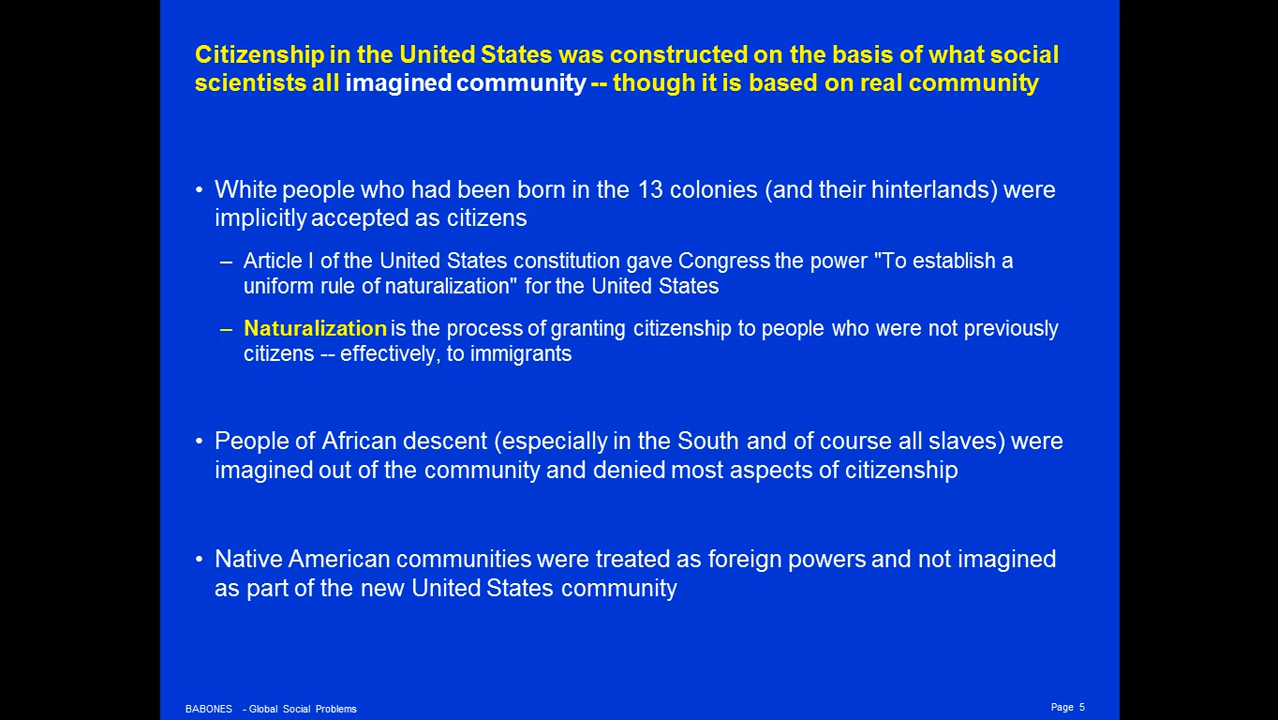 Citizenship in the United States was constructed on the basis of what social
scientists all imagined community -- though it is based on real community
• White people who had been born in the 13 colonies (and their hinterlands) were
implicitly accepted as citizens
– Article I of the United States constitution gave Congress the power "To establish a
uniform rule of naturalization" for the United States
– Naturalization is the process of granting citizenship to people who were not previously
citizens -- effectively, to immigrants
• People of African descent (especially in the South and of course all slaves) were
imagined out of the community and denied most aspects of citizenship
• Native American communities were treated as foreign powers and not imagined
as part of the new United States community
BABONES - Global Social Problems
Page 5